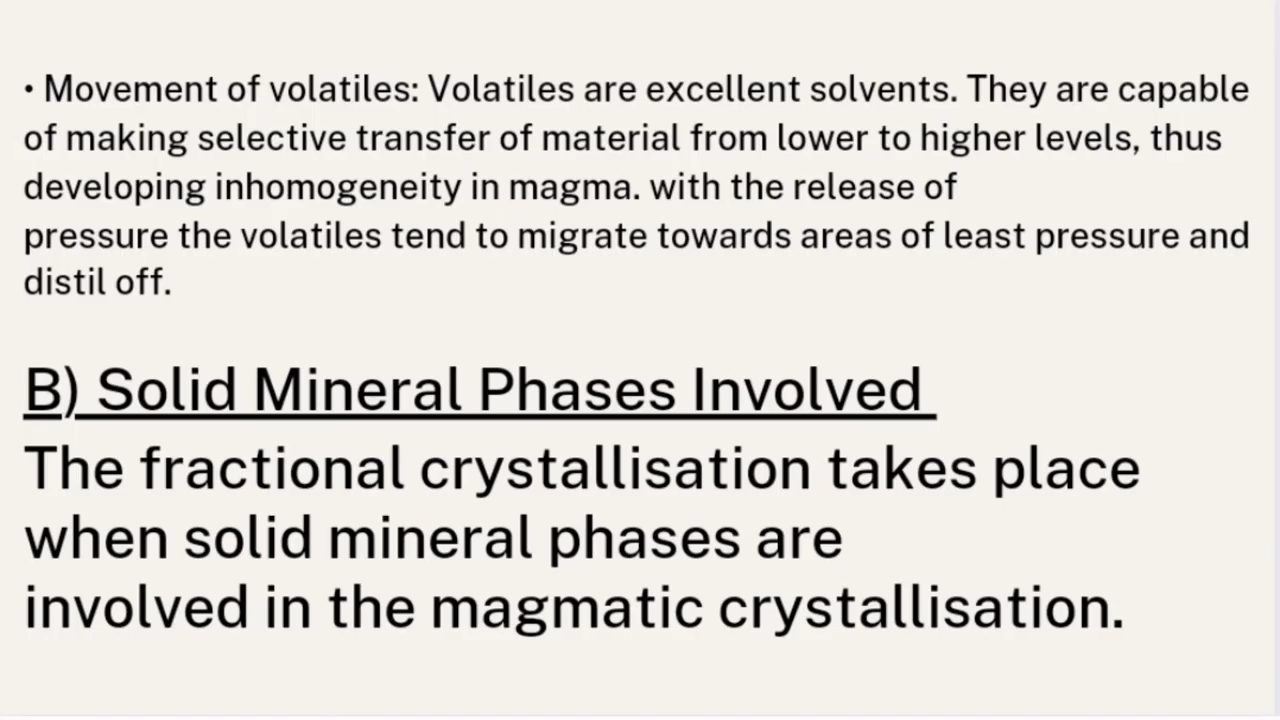 • Movement of volatiles: Volatiles are excellent solvents. They are capable
of making selective transfer of material from lower to higher levels, thus
developing inhomogeneity in magma. with the release of
pressure the volatiles tend to migrate towards areas of least pressure and
distil off.
B) Solid Mineral Phases Involved
The fractional crystallisation takes place
when solid mineral phases are
involved in the magmatic crystallisation.